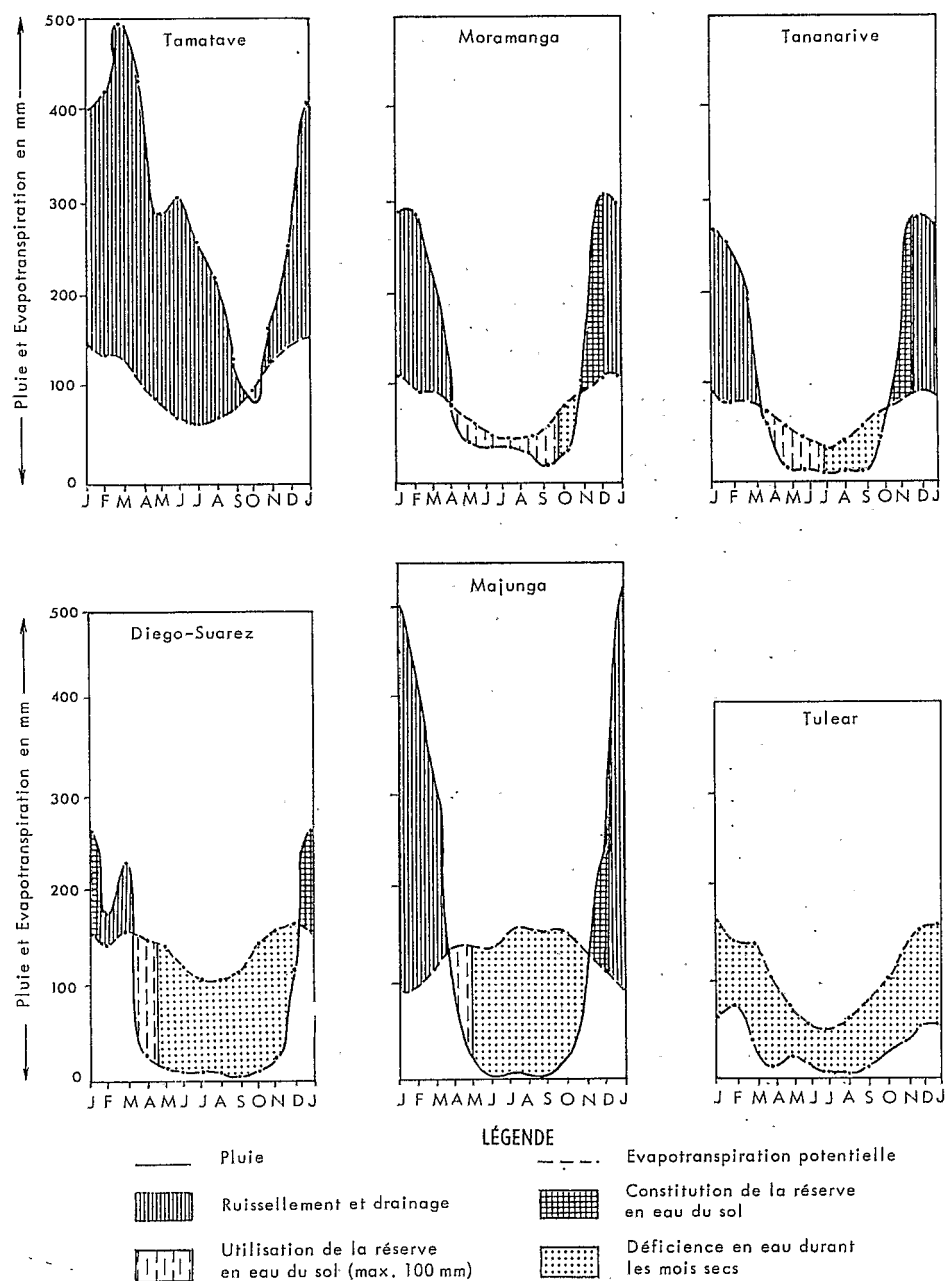 Pluie et Evapotranspiration en mm
Tamatave
500
400
300
200
100
0
J F M A M J J A S O N D J
Moramanga
J F M A M J J A S O N D J
Tananarive
J F M A M J J A S O N D J
Pluie et Evapotranspiration en mm
Diego-Suarez
500
400
300
200
100
0
J F M A M J J A S O N D J
Majunga
J F M A M J J A S O N D J
Tulear
J F M A M J J A S O N D J
LÉGENDE
Pluie
Evapotranspiration potentielle
Ruissellement et drainage
Constitution de la réserve
en eau du sol
Utilisation de la réserve
en eau du sol (max. 100 mm)
Déficience en eau durant
les mois secs